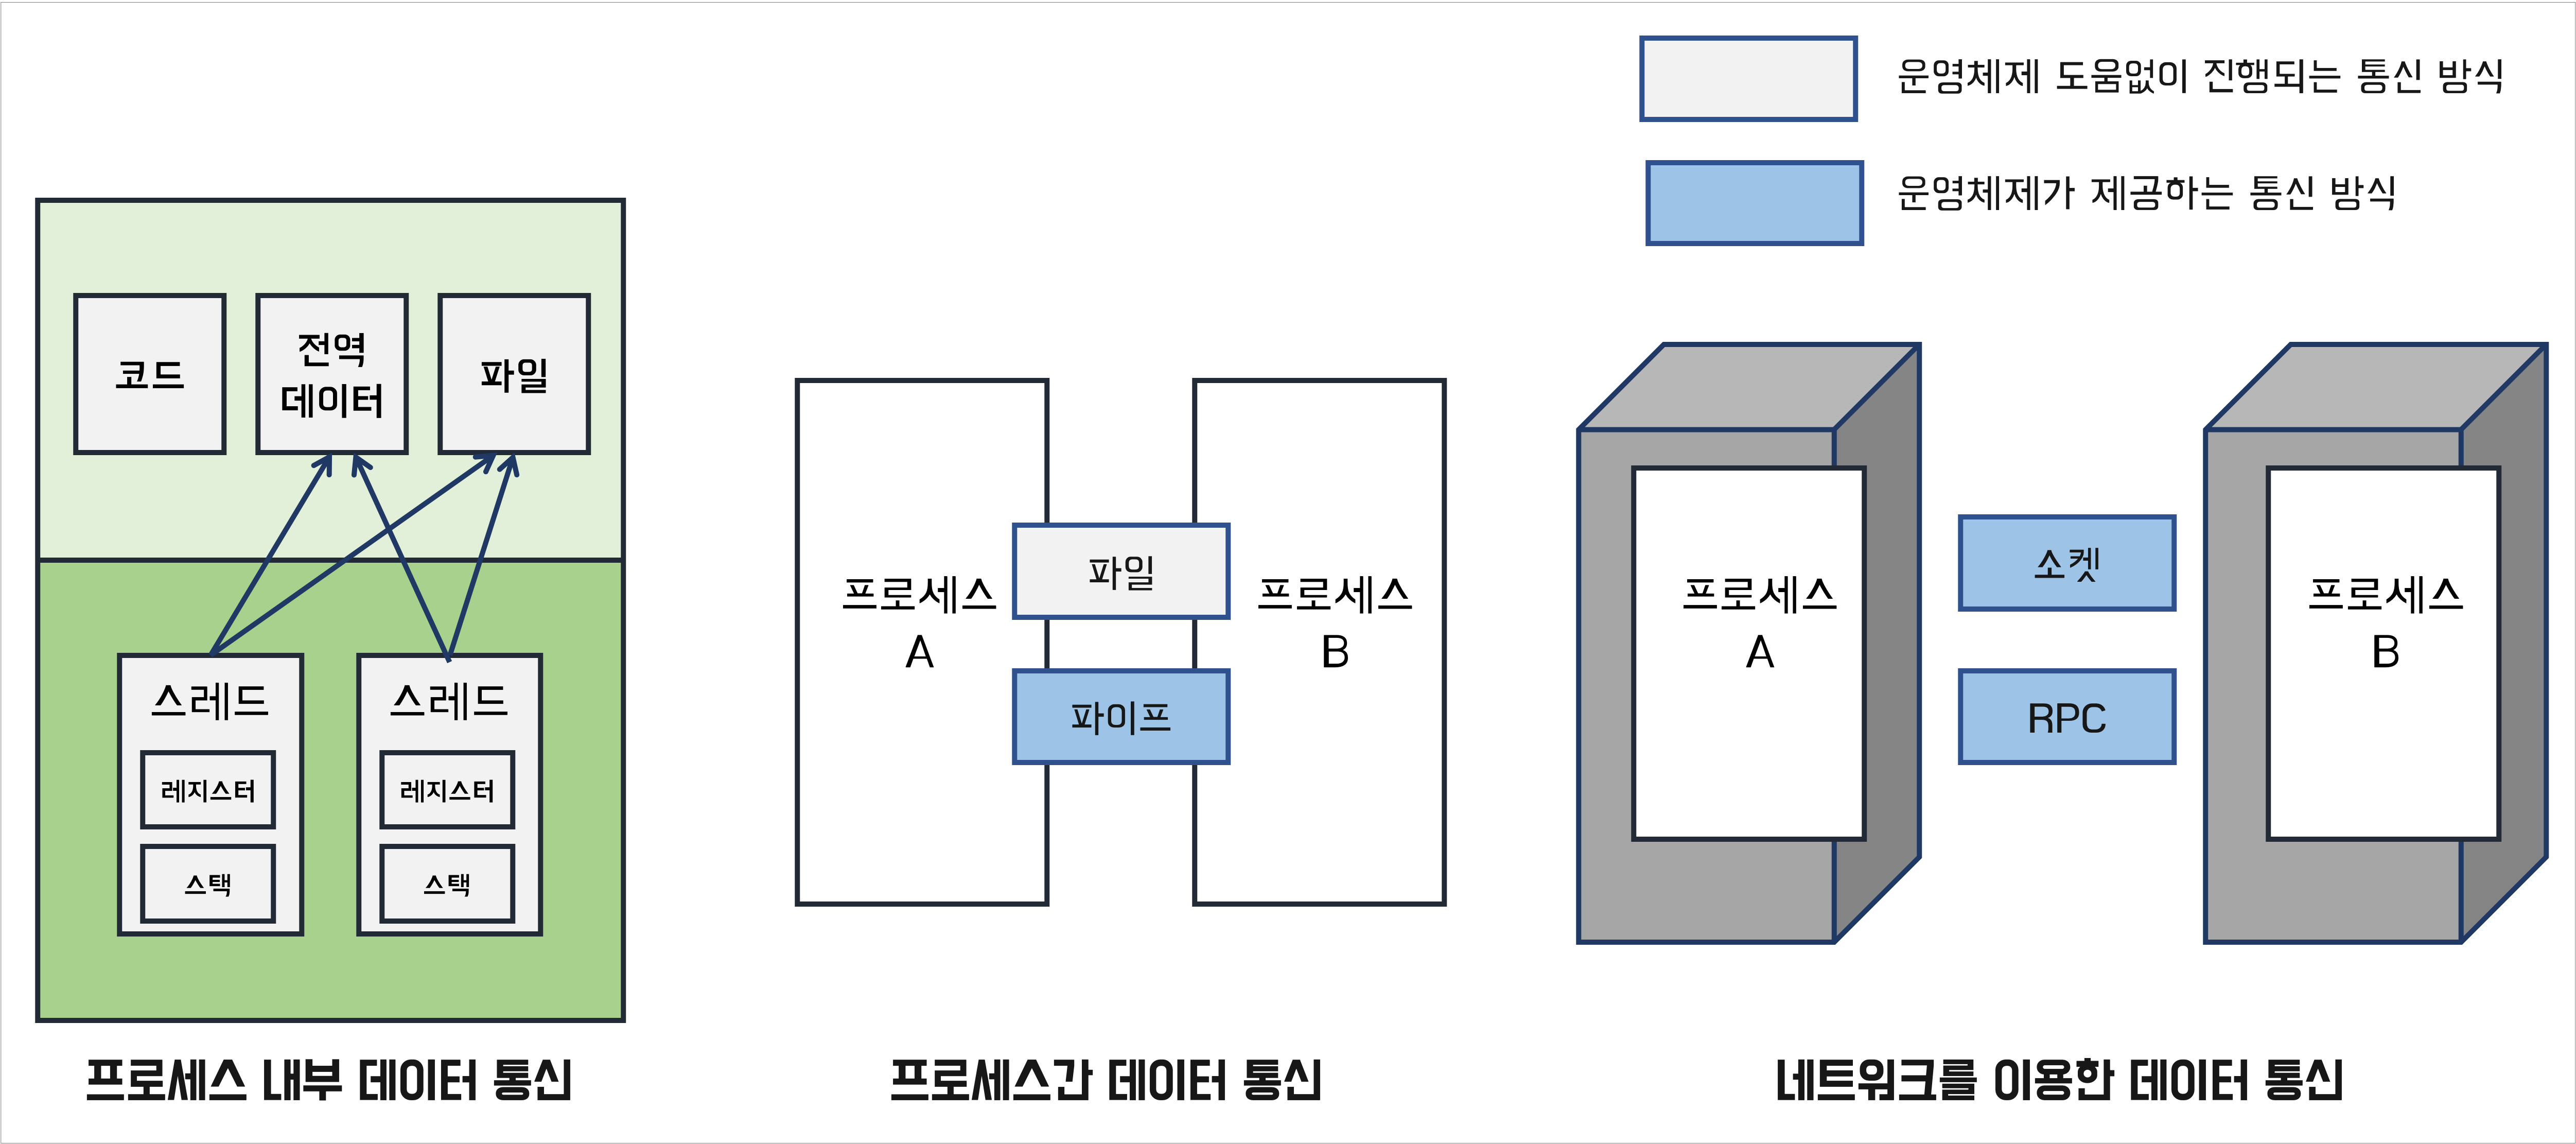 운영체제 도움없이 진행되는 통신 방식
운영체제가 제공하는 통신 방식
코드
전역
데이터
파일
스레드
레지스터
스택
스레드
레지스터
스택
프로세스 내부 데이터 통신
프로세스
A
파일
파이프
프로세스
B
프로세스간 데이터 통신
프로세스
A
소켓
RPC
프로세스
B
네트워크를 이용한 데이터 통신